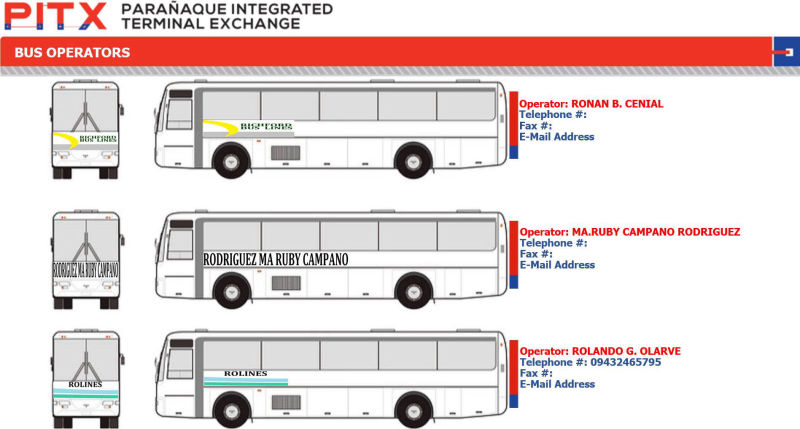 PITX PARAÑAQUE INTEGRATED
TERMINAL EXCHANGE
BUS OPERATORS
Operator: RONAN B. CENIAL
Telephone #:
Fax #:
E-Mail Address
RODRIGUEZ MA RUBY CAMPANO
RODRIGUEZ MA RUBY CAMPANO
Operator: MA.RUBY CAMPANO RODRIGUEZ
Telephone #:
Fax #:
E-Mail Address
ROLINES
ROLINES
Operator: ROLANDO G. OLARVE
Telephone #: 09432465795
Fax #:
E-Mail Address